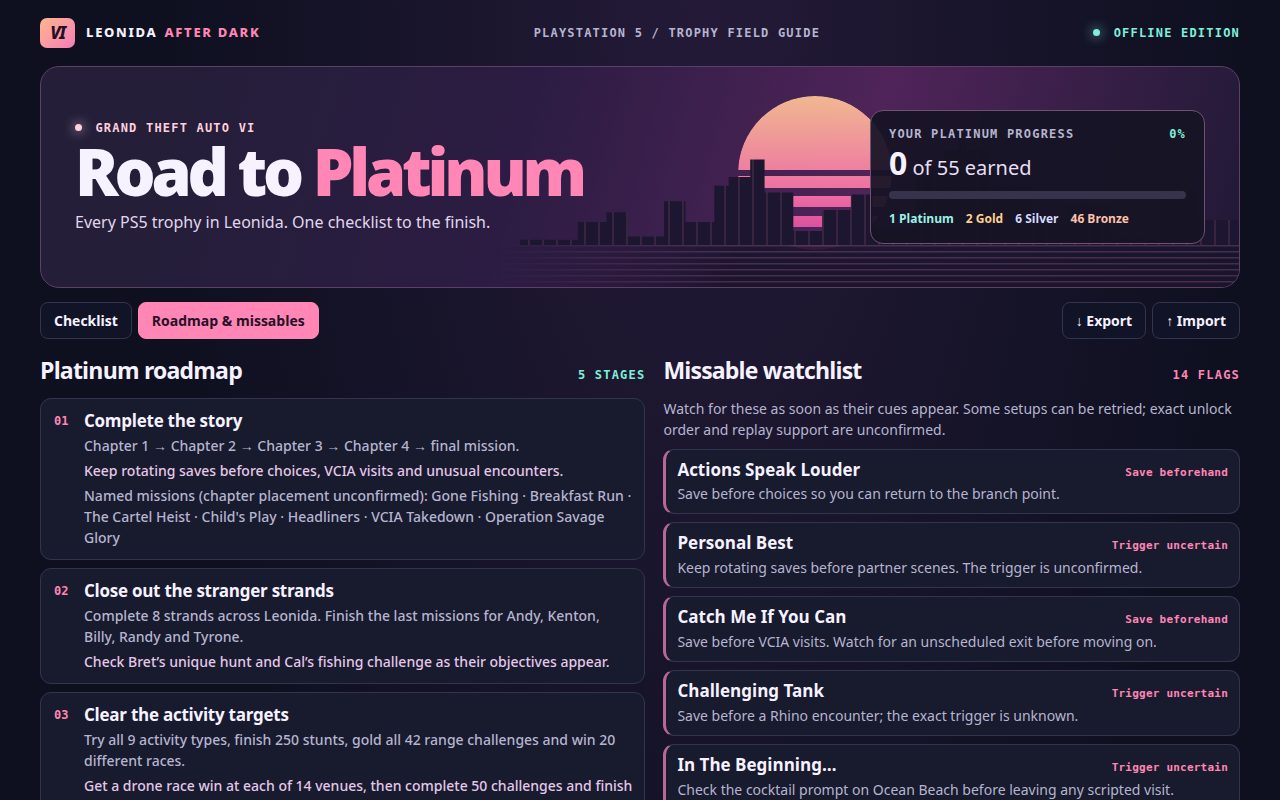 VI LEONIDA AFTER DARK
PLAYSTATION 5 / TROPHY FIELD GUIDE
OFFLINE EDITION
GRAND THEFT AUTO VI
Road to Platinum
Every PS5 trophy in Leonida. One checklist to the finish.
YOUR PLATINUM PROGRESS 0%
0 of 55 earned
1 Platinum 2 Gold 6 Silver 46 Bronze
Checklist
Roadmap & missables
↓ Export
↑ Import
Platinum roadmap 5 STAGES
01 Complete the story
Chapter 1 → Chapter 2 → Chapter 3 → Chapter 4 → final mission.
Keep rotating saves before choices, VCIA visits and unusual encounters.
Named missions (chapter placement unconfirmed): Gone Fishing · Breakfast Run ·
The Cartel Heist · Child's Play · Headliners · VCIA Takedown · Operation Savage
Glory
02 Close out the stranger strands
Complete 8 strands across Leonida. Finish the last missions for Andy, Kenton,
Billy, Randy and Tyrone.
Check Bret’s unique hunt and Cal’s fishing challenge as their objectives appear.
03 Clear the activity targets
Try all 9 activity types, finish 250 stunts, gold all 42 range challenges and win 20
different races.
Get a drone race win at each of 14 venues, then complete 50 challenges and finish
Missable watchlist 14 FLAGS
Watch for these as soon as their cues appear. Some setups can be retried; exact unlock
order and replay support are unconfirmed.
Actions Speak Louder Save beforehand
Save before choices so you can return to the branch point.
Personal Best Trigger uncertain
Keep rotating saves before partner scenes. The trigger is unconfirmed.
Catch Me If You Can Save beforehand
Save before VCIA visits. Watch for an unscheduled exit before moving on.
Challenging Tank Trigger uncertain
Save before a Rhino encounter; the exact trigger is unknown.
In The Beginning... Trigger uncertain
Check the cocktail prompt on Ocean Beach before leaving any scripted visit.